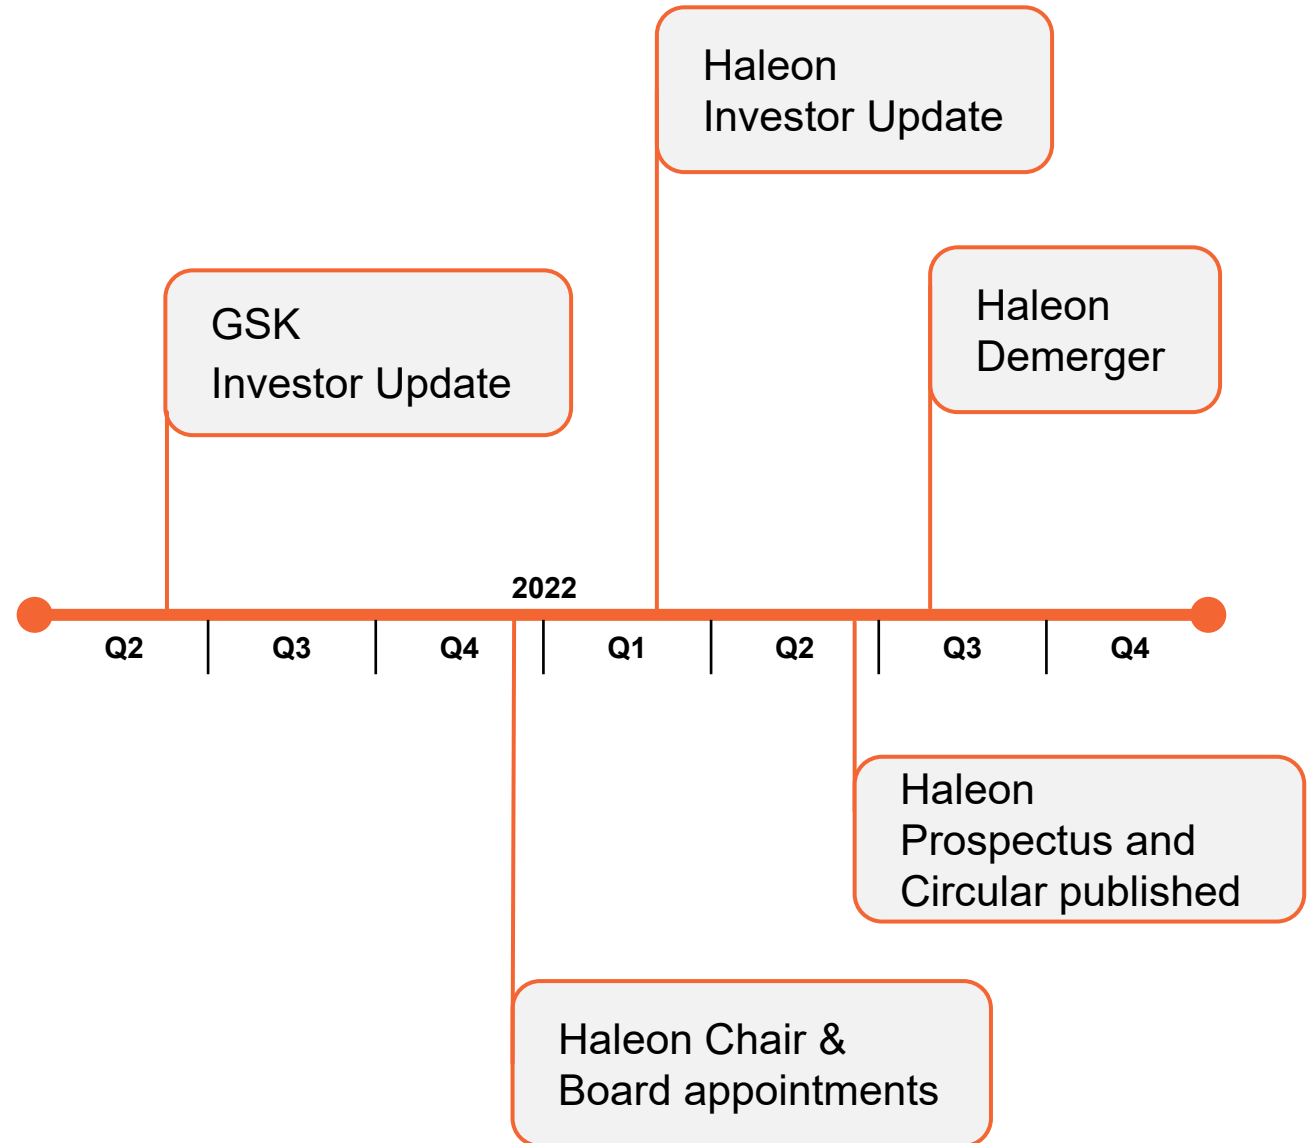 Haleon
Investor Update
GSK
Investor Update
Haleon
Demerger
2022
Q2
Q3
Q4
Q1
Q2
Q3
Q4
Haleon
Prospectus and
Circular published
Haleon Chair &
Board appointments